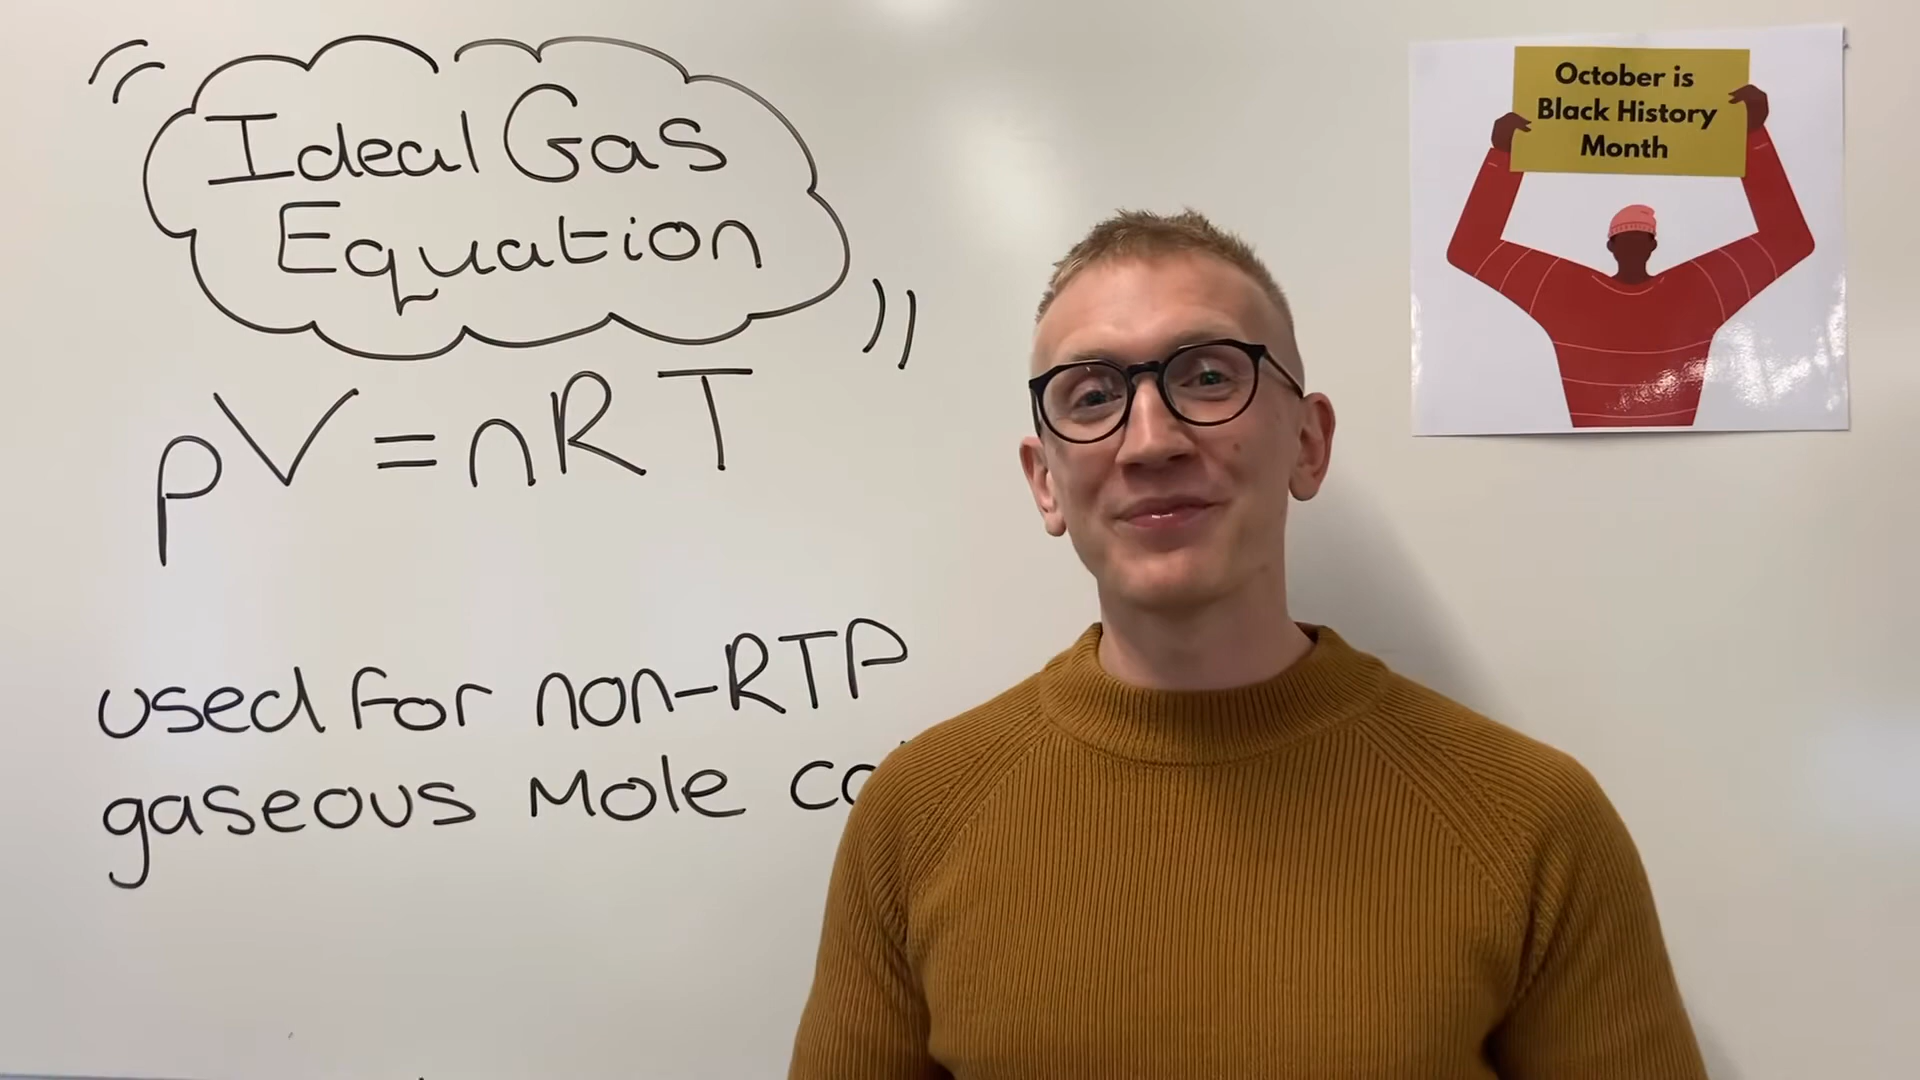 Ideal Gas
Equation
pV = nRT
used for non-RTP
gaseous mole
October is
Black History
Month